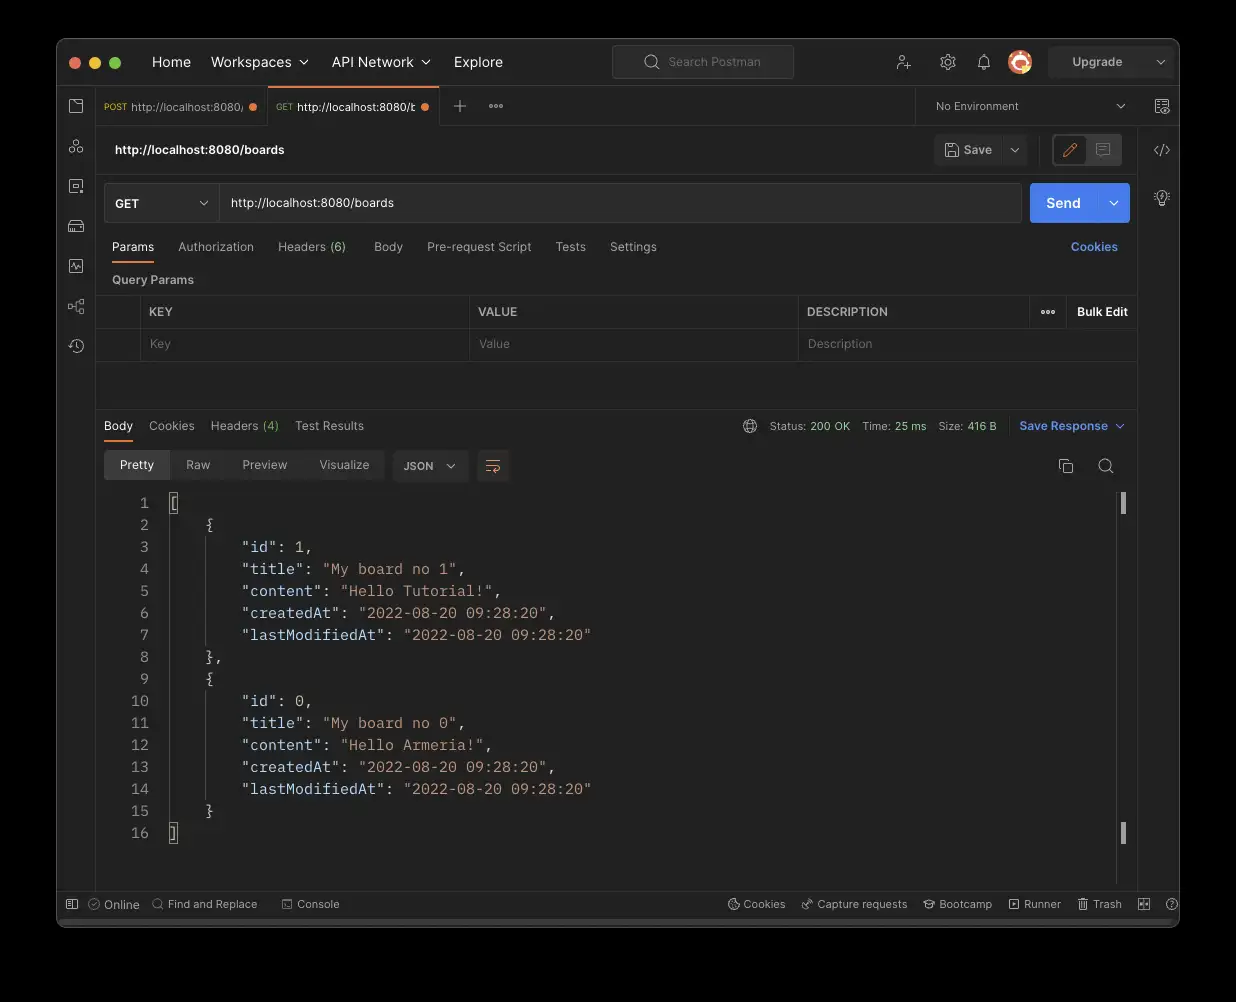 Home Workspaces API Network Explore Search Postman Upgrade
POST http://localhost:8080/ GET http://localhost:8080/b No Environment
http://localhost:8080/boards Save
GET http://localhost:8080/boards Send
Params Authorization Headers (6) Body Pre-request Script Tests Settings Cookies
Query Params
KEY VALUE DESCRIPTION Bulk Edit
Key Value Description
Body Cookies Headers (4) Test Results Status: 200 OK Time: 25 ms Size: 416 B Save Response
Pretty Raw Preview Visualize JSON
1 [
2 {
3 "id": 1,
4 "title": "My board no 1",
5 "content": "Hello Tutorial!",
6 "createdAt": "2022-08-20 09:28:20",
7 "lastModifiedAt": "2022-08-20 09:28:20"
8 },
9 {
10 "id": 0,
11 "title": "My board no 0",
12 "content": "Hello Armeria!",
13 "createdAt": "2022-08-20 09:28:20",
14 "lastModifiedAt": "2022-08-20 09:28:20"
15 }
16 ]
Online Find and Replace Console Cookies Capture requests Bootcamp Runner Trash